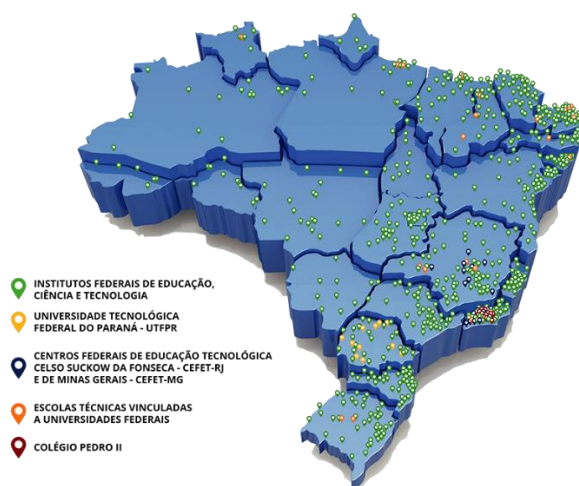 INSTITUTOS FEDERAIS DE EDUCAÇÃO,
CIÊNCIA E TECNOLOGIA
UNIVERSIDADE TECNOLÓGICA
FEDERAL DO PARANÁ - UTFPR
CENTROS FEDERAIS DE EDUCAÇÃO TECNOLÓGICA
CELSO SUCKOW DA FONSECA - CEFET-RJ
E DE MINAS GERAIS - CEFET-MG
ESCOLAS TÉCNICAS VINCULADAS
A UNIVERSIDADES FEDERAIS
COLÉGIO PEDRO II